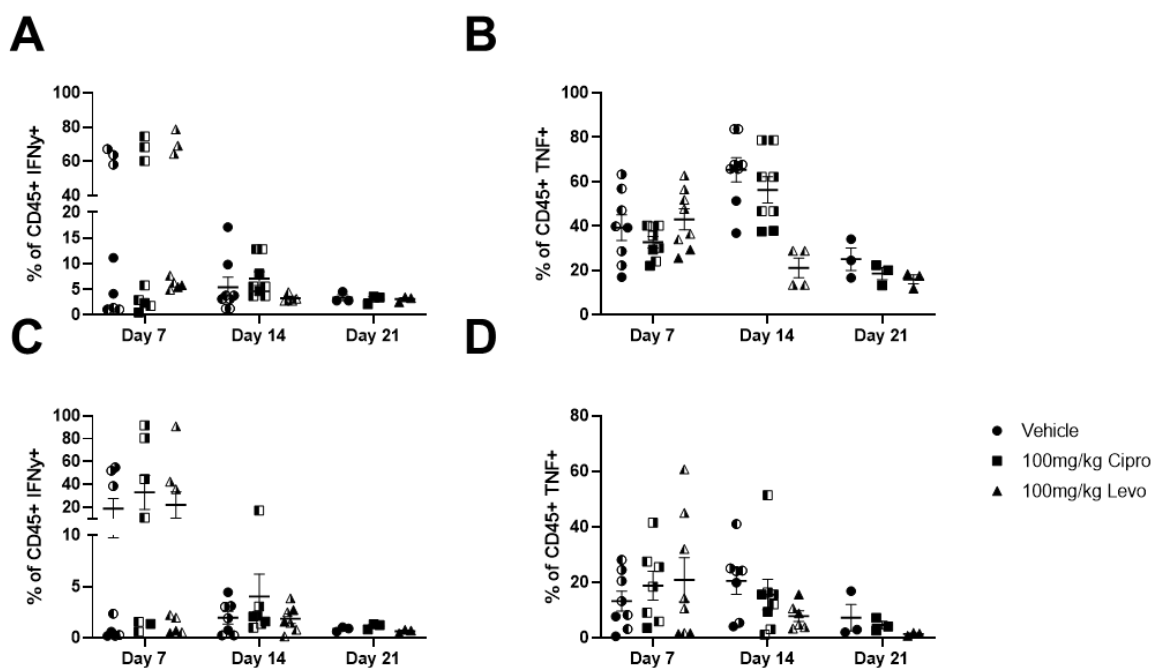 A
B
% of CD45+ IFNy+
100
80
60
40
20
15
10
5
0
Day 7
Day 14
Day 21
% of CD45+ TNF+
100
80
60
40
20
0
Day 7
Day 14
Day 21
C
D
% of CD45+ IFNy+
100
80
60
40
20
10
5
0
Day 7
Day 14
Day 21
% of CD45+ TNF+
80
60
40
20
0
Day 7
Day 14
Day 21
Vehicle
100mg/kg Cipro
100mg/kg Levo